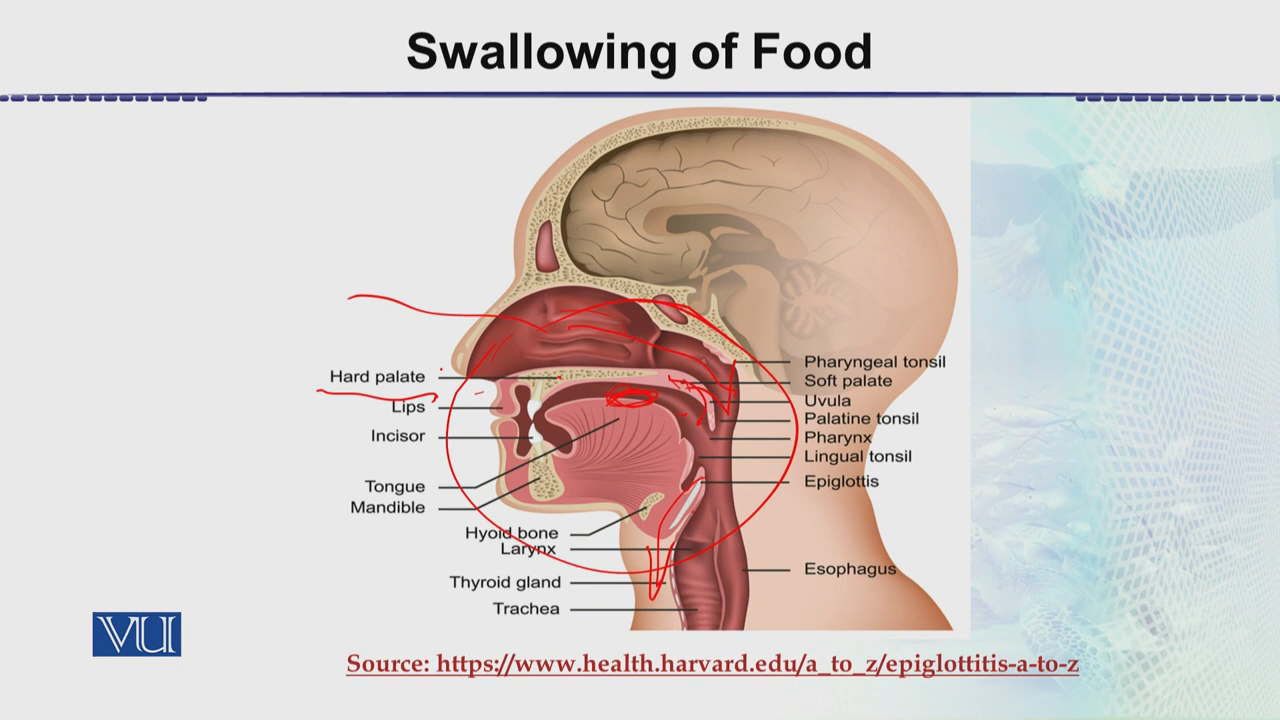 Swallowing of Food
Hard palate
Lips
Incisor
Tongue
Mandible
Hyoid bone
Larynx
Thyroid gland
Trachea
Pharyngeal tonsil
Soft palate
Uvula
Palatine tonsil
Pharynx
Lingual tonsil
Epiglottis
Esophagus
VU
Source: https://www.health.harvard.edu/a_to_z/epiglottitis-a-to-z